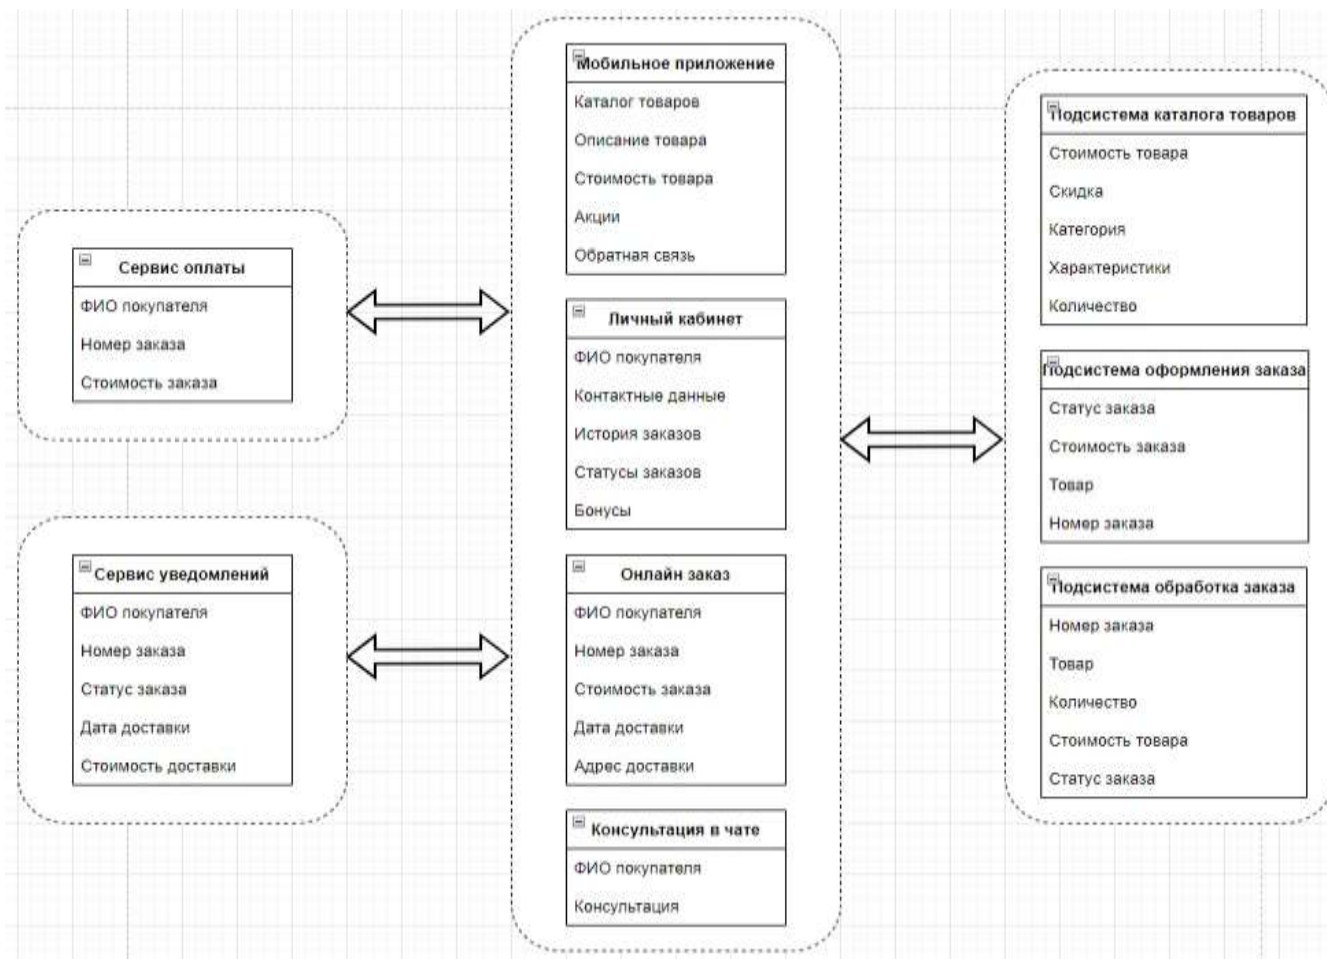 Сервис оплаты
ФИО покупателя
Номер заказа
Стоимость заказа
Сервис уведомлений
ФИО покупателя
Номер заказа
Статус заказа
Дата доставки
Стоимость доставки
Мобильное приложение
Каталог товаров
Описание товара
Стоимость товара
Акции
Обратная связь
Личный кабинет
ФИО покупателя
Контактные данные
История заказов
Статусы заказов
Бонусы
Онлайн заказ
ФИО покупателя
Номер заказа
Стоимость заказа
Дата доставки
Адрес доставки
Консультация в чате
ФИО покупателя
Консультация
Подсистема каталога товаров
Стоимость товара
Скидка
Категория
Характеристики
Количество
Подсистема оформления заказа
Статус заказа
Стоимость заказа
Товар
Номер заказа
Подсистема обработка заказа
Номер заказа
Товар
Количество
Стоимость товара
Статус заказа